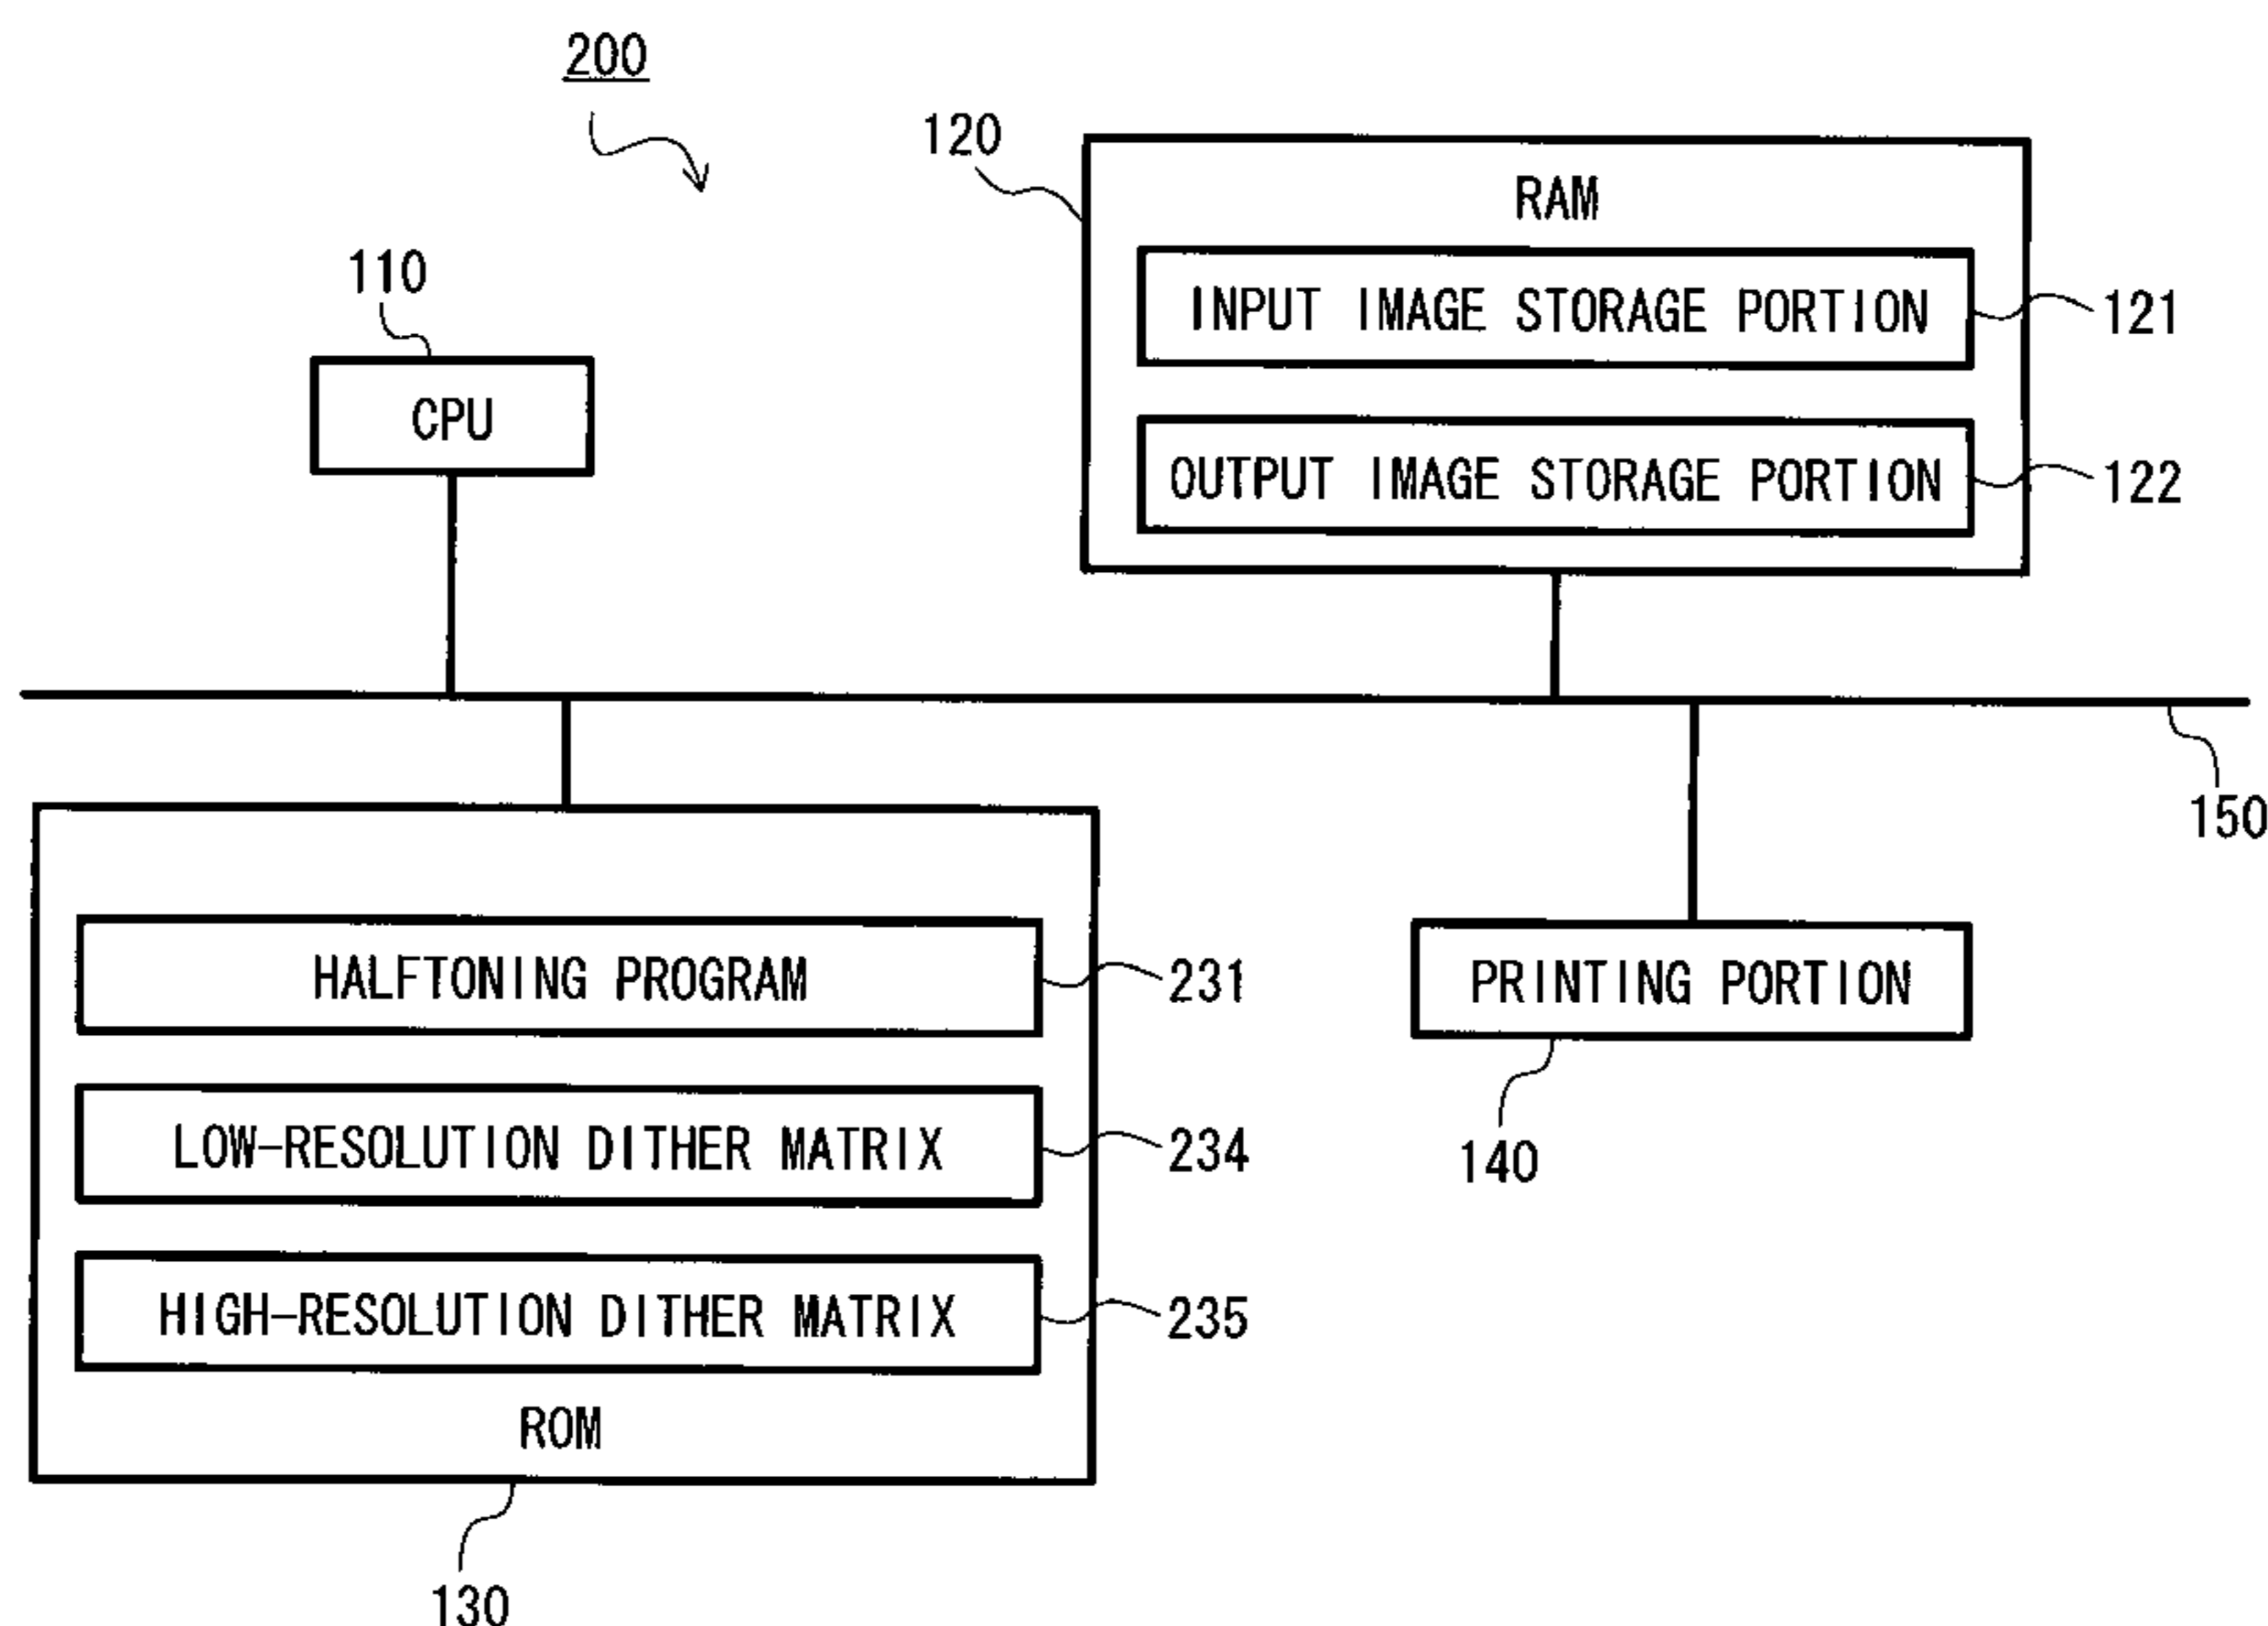 200
120
RAM
110
INPUT IMAGE STORAGE PORTION
121
CPU
OUTPUT IMAGE STORAGE PORTION
122
150
HALFTONING PROGRAM
231
PRINTING PORTION
LOW-RESOLUTION DITHER MATRIX
234
140
HIGH-RESOLUTION DITHER MATRIX
235
ROM
130